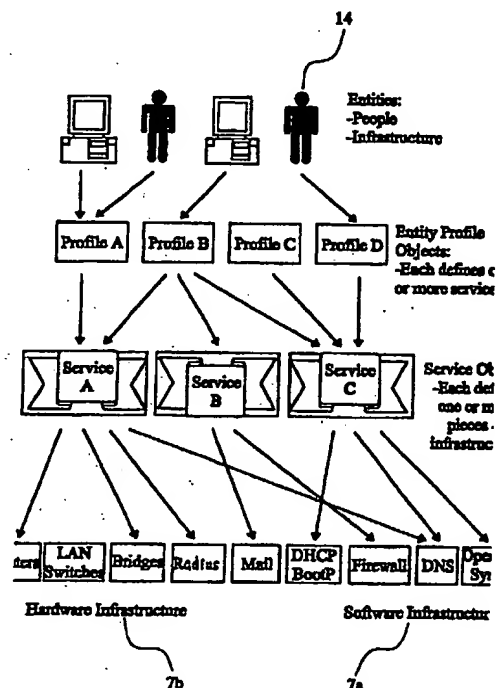 14
Entities:
-People
-Infrastructure
Profile A
Profile B
Profile C
Profile D
Entity Profile
Objects:
-Each defines
or more service
Service
A
Service
B
Service
C
Service Ob
-Each def
one or m
pieces -
infrastruc
LAN
Switches
Bridges
Radius
Mail
DHCP
BootP
Firewall
DNS
Ope
Sy
Hardware Infrastructure
Software Infrastructur
7b
7a